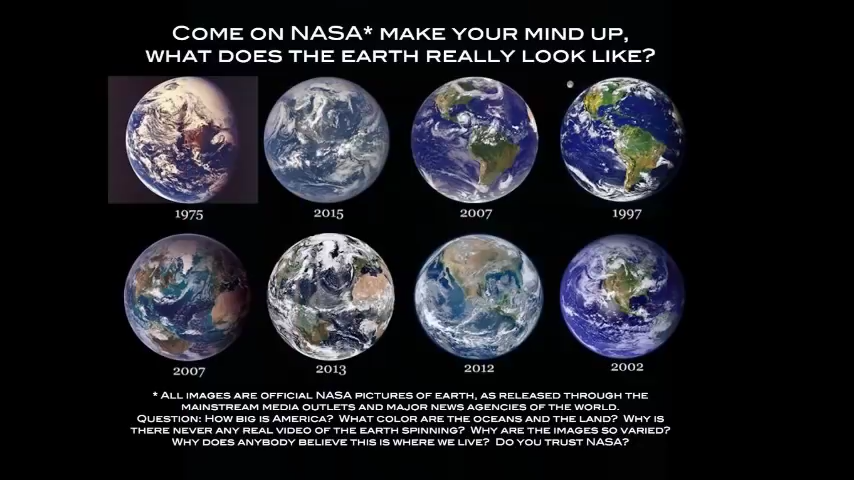 COME ON NASA* MAKE YOUR MIND UP,
WHAT DOES THE EARTH REALLY LOOK LIKE?
1975 2015 2007 1997
2007 2013 2012 2002
* ALL IMAGES ARE OFFICIAL NASA PICTURES OF EARTH, AS RELEASED THROUGH THE
MAINSTREAM MEDIA OUTLETS AND MAJOR NEWS AGENCIES OF THE WORLD.
QUESTION: HOW BIG IS AMERICA? WHAT COLOR ARE THE OCEANS AND THE LAND? WHY IS
THERE NEVER ANY REAL VIDEO OF THE EARTH SPINNING? WHY ARE THE IMAGES SO VARIED?
WHY DOES ANYBODY BELIEVE THIS IS WHERE WE LIVE? DO YOU TRUST NASA?